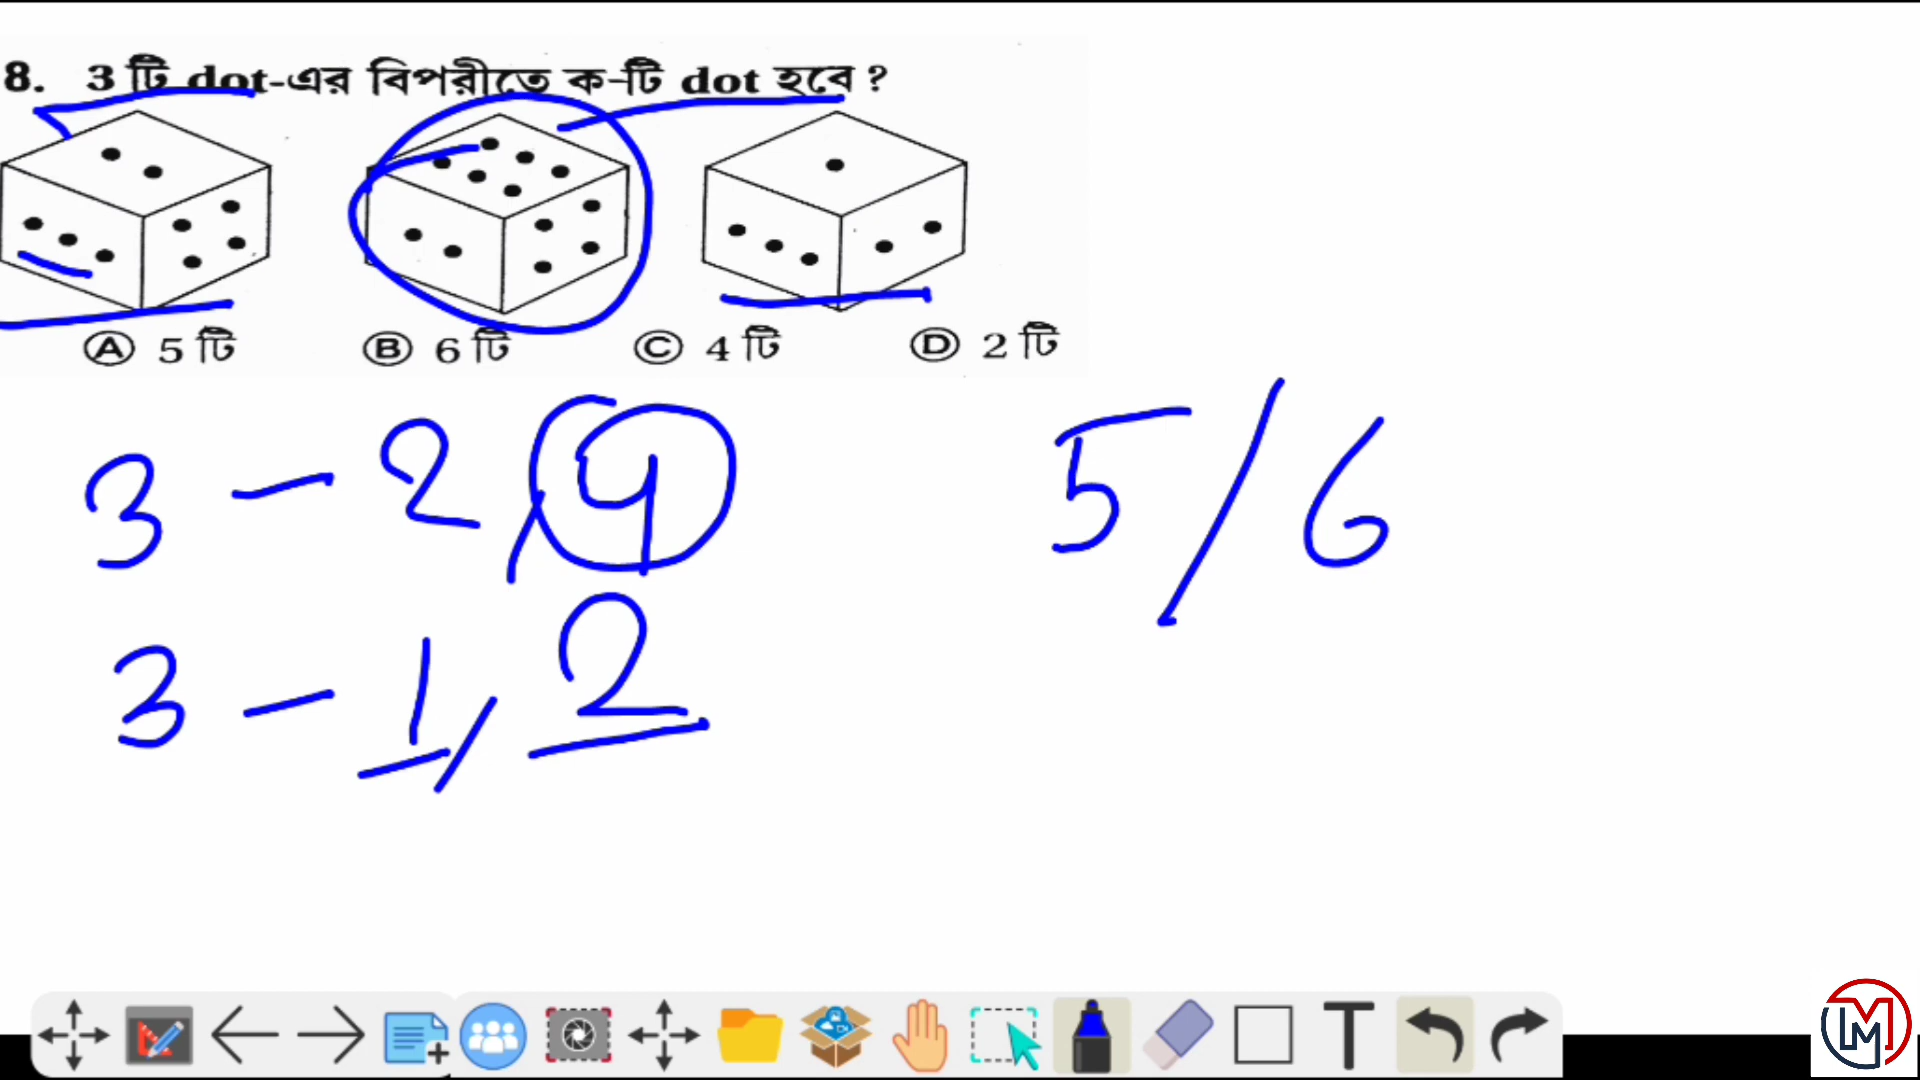 8. 3 টি dot-এর বিপরীতে ক-টি dot হবে ?
A 5 টি B 6 টি C 4 টি D 2 টি
3 - 2, 4 5/6
3 - 1, 2
T
M